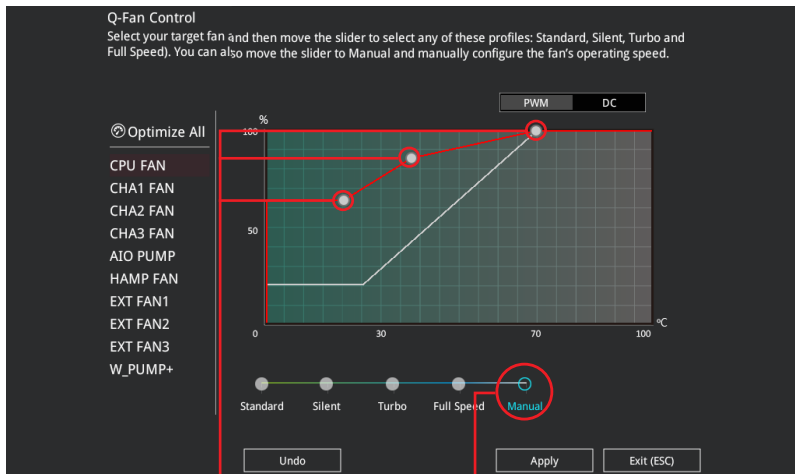 Q-Fan Control
Select your target fan and then move the slider to select any of these profiles: Standard, Silent, Turbo and
Full Speed). You can also move the slider to Manual and manually configure the fan's operating speed.
PWM DC
Optimize All
CPU FAN
CHA1 FAN
CHA2 FAN
CHA3 FAN
AIO PUMP
HAMP FAN
EXT FAN1
EXT FAN2
EXT FAN3
W_PUMP+
%
100
50
0 30 70 100 ºC
Standard Silent Turbo Full Speed Manual
Undo Apply Exit (ESC)